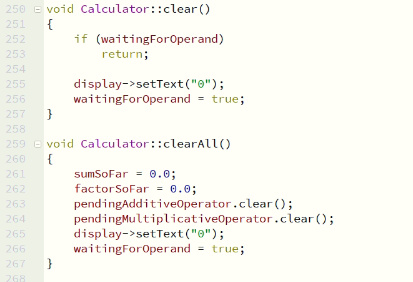 250 void Calculator::clear()
251 {
252     if (waitingForOperand)
253         return;
254
255     display->setText("0");
256     waitingForOperand = true;
257 }
258
259 void Calculator::clearAll()
260 {
261     sumSoFar = 0.0;
262     factorSoFar = 0.0;
263     pendingAdditiveOperator.clear();
264     pendingMultiplicativeOperator.clear();
265     display->setText("0");
266     waitingForOperand = true;
267 }
268